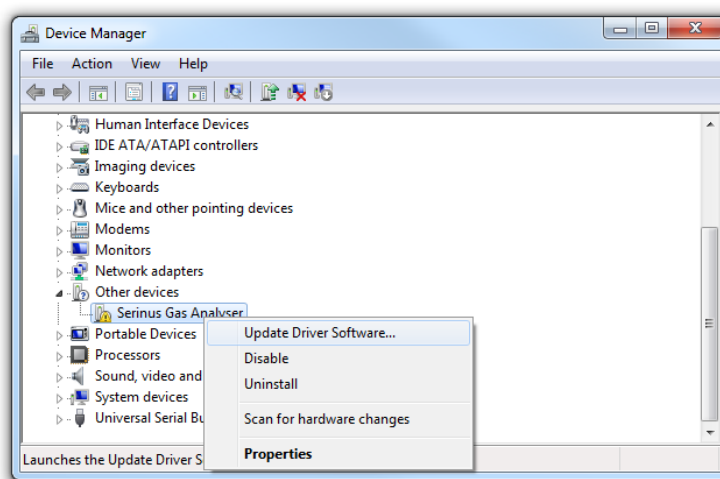 Device Manager
File Action View Help
Human Interface Devices
IDE ATA/ATAPI controllers
Imaging devices
Keyboards
Mice and other pointing devices
Modems
Monitors
Network adapters
Other devices
Serinus Gas Analyser
Portable Devices
Processors
Sound, video and
System devices
Universal Serial Bu
Update Driver Software...
Disable
Uninstall
Scan for hardware changes
Properties
Launches the Update Driver S